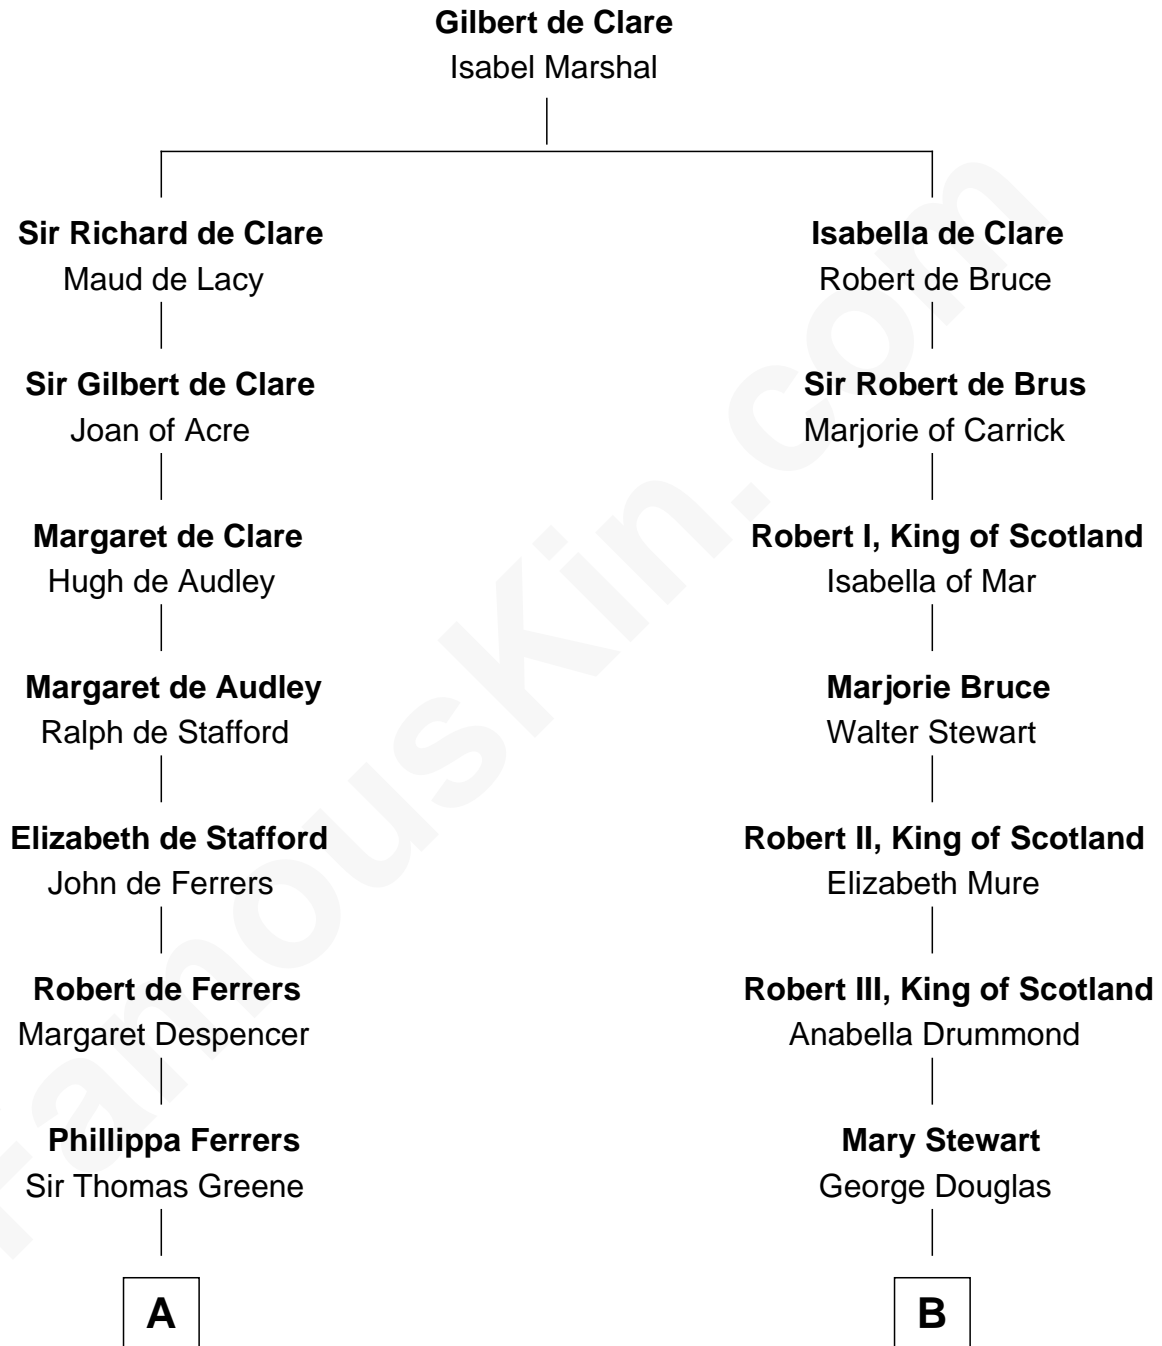 Gilbert de Clare
Isabel Marshal
Sir Richard de Clare
Maud de Lacy
Isabella de Clare
Robert de Bruce
Sir Gilbert de Clare
Joan of Acre
Sir Robert de Brus
Marjorie of Carrick
Margaret de Clare
Hugh de Audley
Robert I, King of Scotland
Isabella of Mar
Margaret de Audley
Ralph de Stafford
Marjorie Bruce
Walter Stewart
Elizabeth de Stafford
John de Ferrers
Robert II, King of Scotland
Elizabeth Mure
Robert de Ferrers
Margaret Despencer
Robert III, King of Scotland
Anabella Drummond
Phillippa Ferrers
Sir Thomas Greene
Mary Stewart
George Douglas
A
B
FamousKin.com